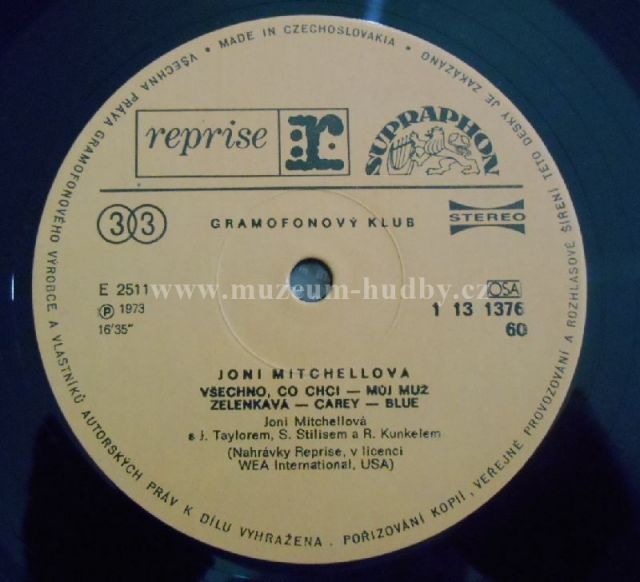 VŠECHNA PRÁVA GRAMOFONOVÉHO VÝROBCE A VLASTNÍKŮ AUTORSKÝCH PRÁV K DÍLU VYHRAŽENA . POŘIZOVÁNÍ KOPIÍ, VEŘEJNÉ PROVOZOVÁNÍ A ROZHLASOVÉ ŠÍŘENÍ TÉTO DESKY JE ZAKÁZÁNO • MADE IN CZECHOSLOVAKIA •
reprise r
SUPRAPHON
33
GRAMOFONOVÝ KLUB
STEREO
E 2511
OSA
www.muzeum-hudby.cz
Ⓟ 1973
1 13 1376
16'35"
60
JONI MITCHELLOVÁ
VŠECHNO, CO CHCI — MŮJ MUŽ
ZELENKAVÁ — CAREY — BLUE
Joni Mitchellová
s J. Taylorem, S. Stilisem a R. Kunkelem
(Nahrávky Reprise, v licenci
WEA International, USA)